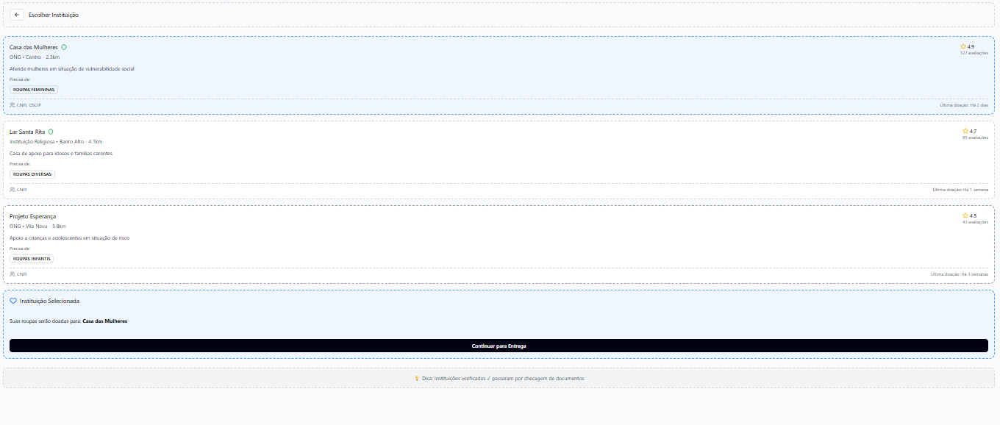 Escolher Instituição
Casa das Mulheres
4.9
ONG • Centro · 2.3km
127 avaliações
Atende mulheres em situação de vulnerabilidade social
Precisa de:
ROUPAS FEMININAS
CNPJ, OSCIP
Última doação: Há 2 dias
Lar Santa Rita
4.7
Instituição Religiosa • Bairro Alto · 4.1km
89 avaliações
Casa de apoio para idosos e famílias carentes
Precisa de:
ROUPAS DIVERSAS
CNPJ
Última doação: Há 1 semana
Projeto Esperança
4.5
ONG • Vila Nova · 5.8km
43 avaliações
Apoio a crianças e adolescentes em situação de risco
Precisa de:
ROUPAS INFANTIS
CNPJ
Última doação: Há 3 semanas
Instituição Selecionada
Suas roupas serão doadas para: Casa das Mulheres
Continuar para Entrega
💡 Dica: Instituições verificadas ✓ passaram por checagem de documentos